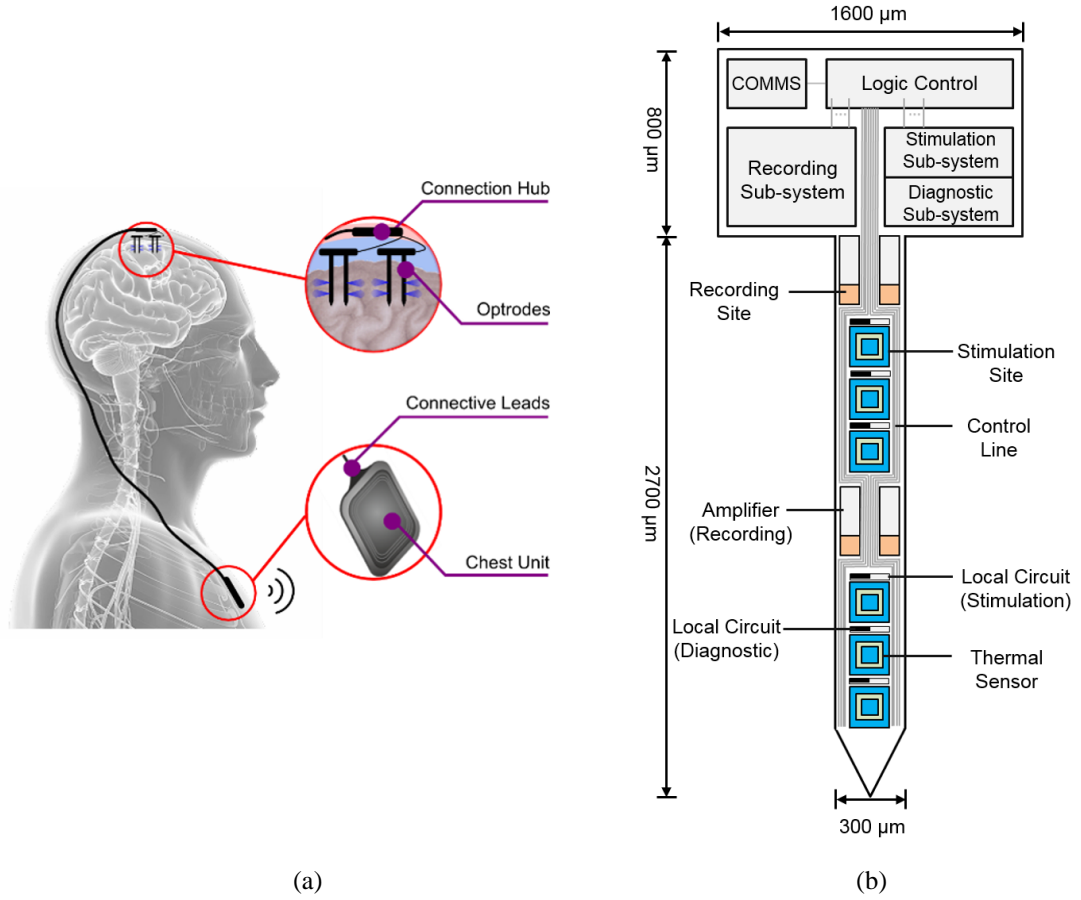 Connection Hub
Optrodes
Connective Leads
Chest Unit
(a)
1600 µm
800 µm
2700 µm
COMMS
Logic Control
Recording
Sub-system
Stimulation
Sub-system
Diagnostic
Sub-system
Recording
Site
Stimulation
Site
Control
Line
Amplifier
(Recording)
Local Circuit
(Stimulation)
Local Circuit
(Diagnostic)
Thermal
Sensor
300 µm
(b)